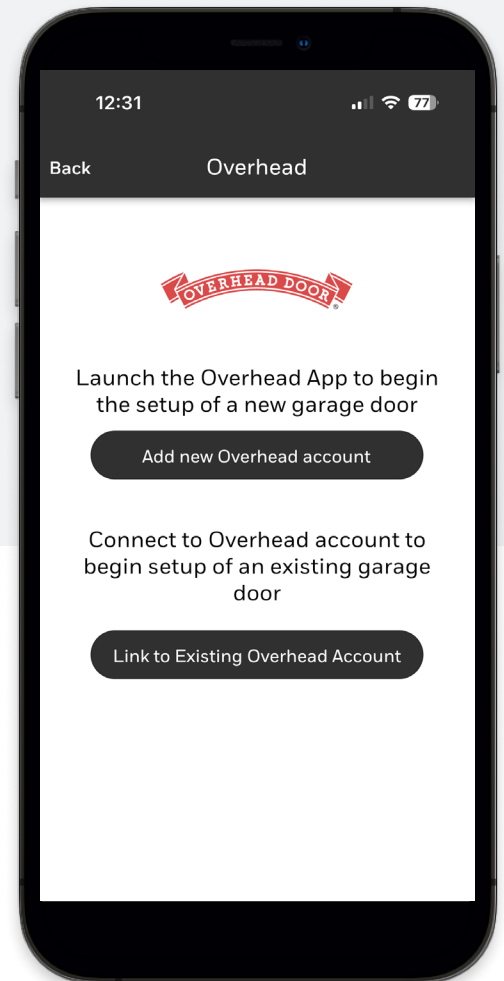 12:31
77
Back
Overhead
OVERHEAD DOOR®
Launch the Overhead App to begin
the setup of a new garage door
Add new Overhead account
Connect to Overhead account to
begin setup of an existing garage
door
Link to Existing Overhead Account